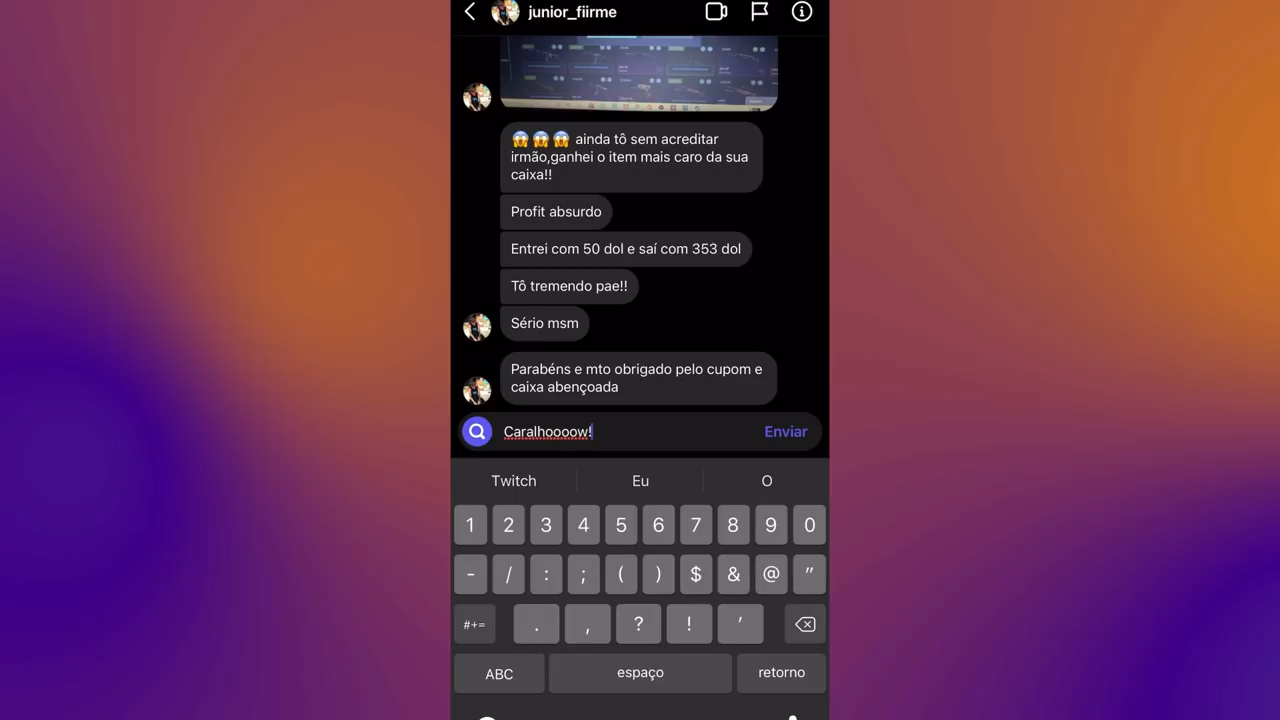 junior_fiirme
😱😱😱 ainda tô sem acreditar
irmão,ganhei o item mais caro da sua
caixa!!
Profit absurdo
Entrei com 50 dol e saí com 353 dol
Tô tremendo pae!!
Sério msm
Parabéns e mto obrigado pelo cupom e
caixa abençoada
Caralhoooow! Enviar
Twitch Eu O
1 2 3 4 5 6 7 8 9 0
- / : ; ( ) $ & @ "
#+= . , ? ! '
ABC espaço retorno